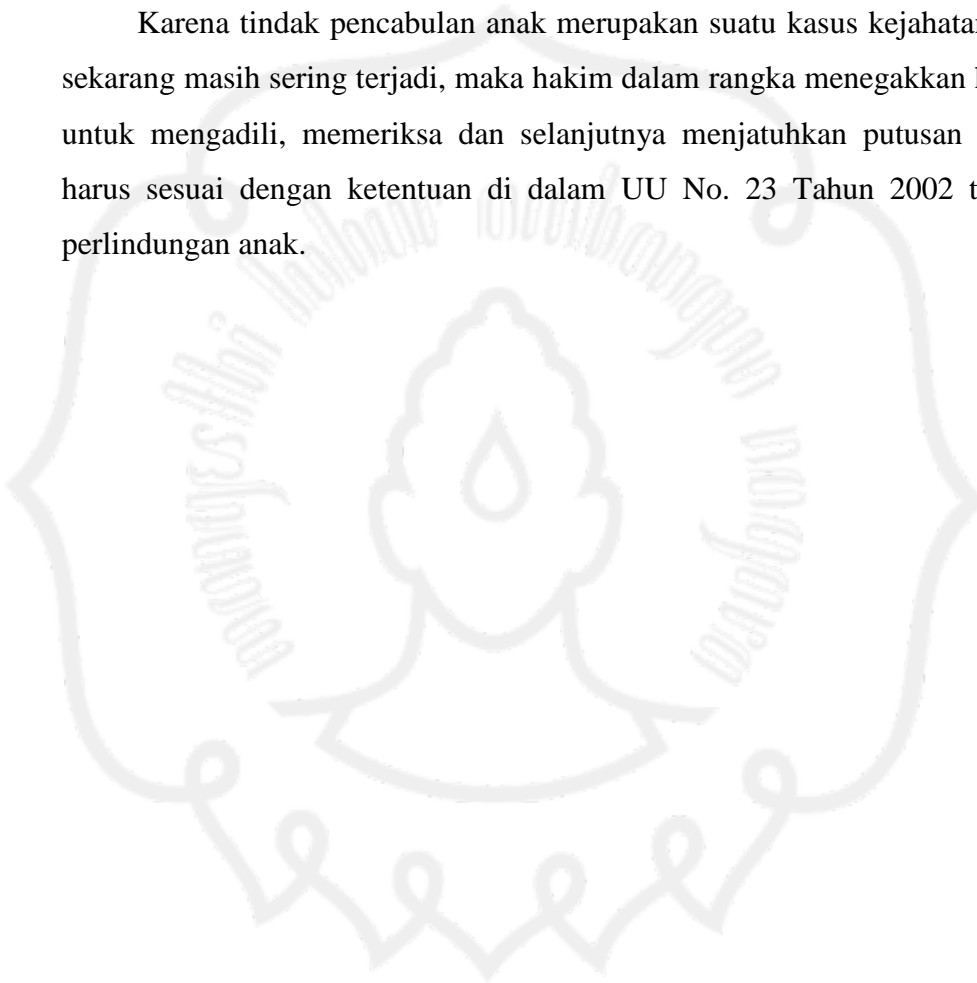 Karena tindak pencabulan anak merupakan suatu kasus kejahatan
sekarang masih sering terjadi, maka hakim dalam rangka menegakkan
untuk mengadili, memeriksa dan selanjutnya menjatuhkan putusan
harus sesuai dengan ketentuan di dalam UU No. 23 Tahun 2002
perlindungan anak.